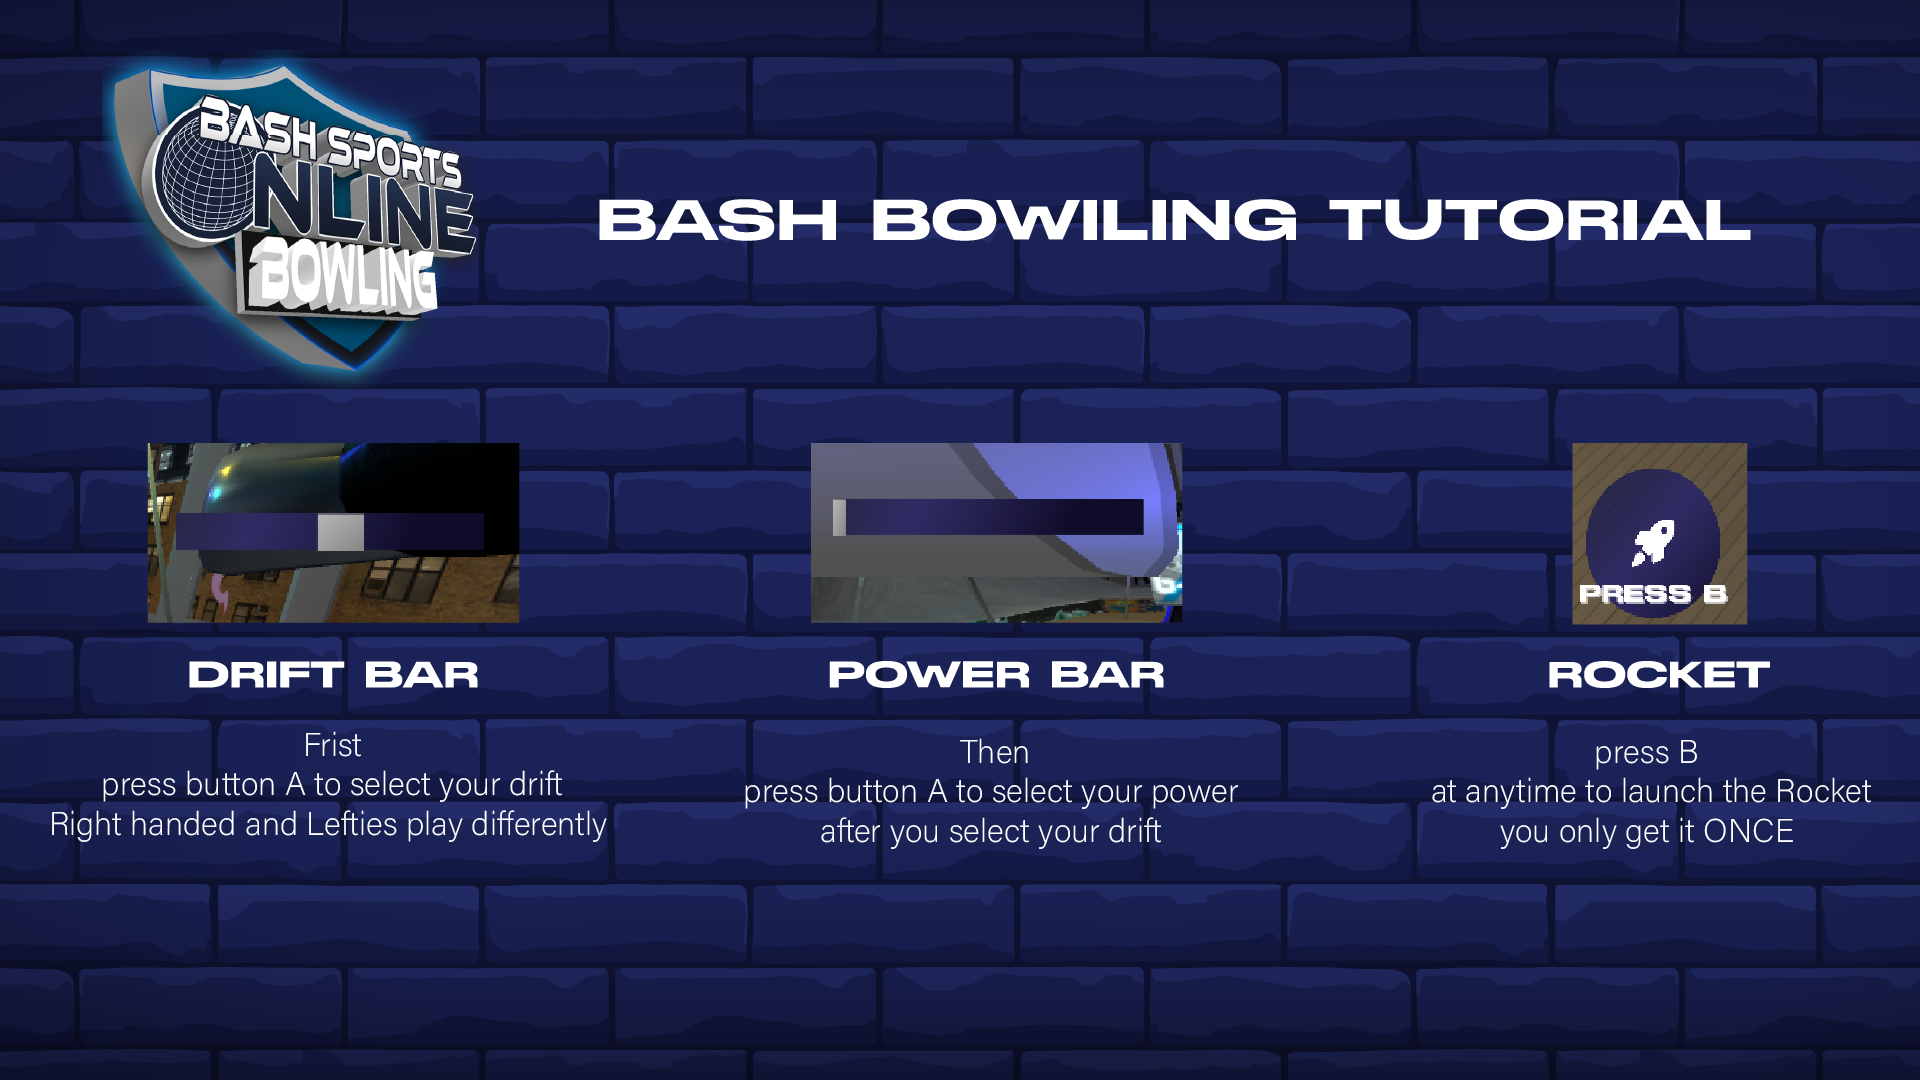 BASH SPORTS
ONLINE
BOWLING
BASH BOWILING TUTORIAL
PRESS B
DRIFT BAR
Frist
press button A to select your drift
Right handed and Lefties play differently
POWER BAR
Then
press button A to select your power
after you select your drift
ROCKET
press B
at anytime to launch the Rocket
you only get it ONCE